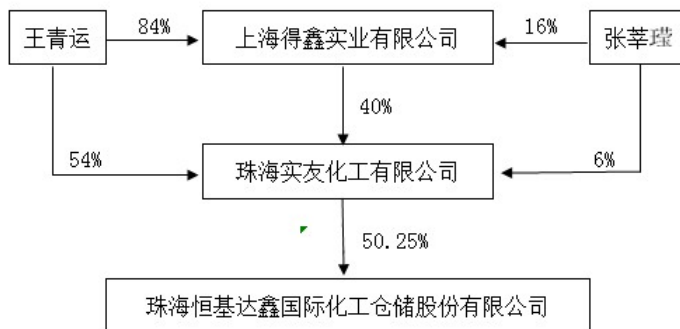 王青运
84%
上海得鑫实业有限公司
16%
张莘瑩
40%
54%
珠海实友化工有限公司
6%
50.25%
珠海恒基达鑫国际化工仓储股份有限公司